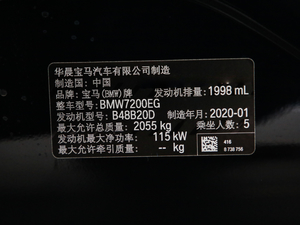 华晨宝马汽车有限公司制造
制造国：中国
品牌：宝马(BMW)牌 发动机排量：1998 mL
整车型号：BMW7200EG
发动机型号：B48B20D 制造年月：2020-01
最大允许总质量：2055 kg 乘坐人数：5
发动机最大净功率：115 kW
最大允许牵引质量：-- kg
418
8 738 756